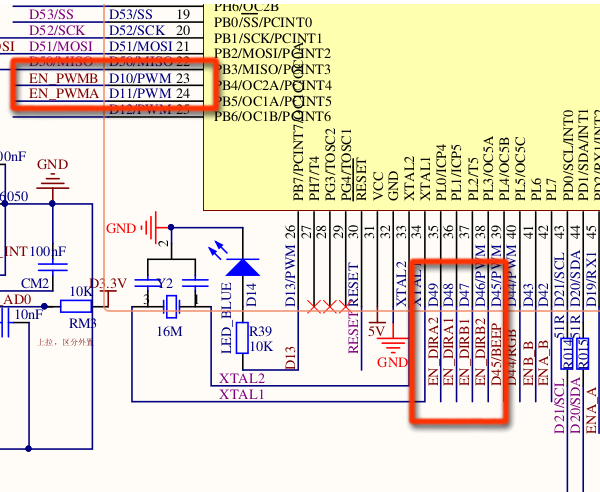 PH6/OC2B
D53/SS D53/SS 19 PB0/SS/PCINT0
D52/SCK D52/SCK 20 PB1/SCK/PCINT1
OSI D51/MOSI D51/MOSI 21 PB2/MOSI/PCINT2
D50/MISO D50/MISO 22 PB3/MISO/PCINT3
EN_PWMB D10/PWM 23 PB4/OC2A/PCINT4
EN_PWMA D11/PWM 24 PB5/OC1A/PCINT5
D12/PWM 25 PB6/OC1B/PCINT6
PB7/PCINT7/OC0A/OC1C
PH7/T4
PG3/TOSC2
PG4/TOSC1
RESET
VCC
GND
XTAL2
XTAL1
PL0/ICP4
PL1/ICP5
PL2/T5
PL3/OC5A
PL4/OC5B
PL5/OC5C
PL6
PL7
PD0/SCL/INT0
PD1/SDA/INT1
PD2/RX1/INT
26 27 28 29 30 31 32 33 34 35 36 37 38 39 40 41 42 43 44 45
D13/PWM
RESET
XTAL2
XTAL1
D49
D48
D47
D46/PWM
D45/PWM
D44/PWM
D43
D42
D21/SCL
D20/SDA
D19/RX1
D13
RESET
5V
GND
EN_DIRA2
EN_DIRA1
EN_DIRB1
EN_DIRB2
D45/BEEP
D44/RGB
ENB_B
ENA_B
51R
R014
51R
R015
D21/SCL
D20/SDA
ENA_A
00nF
GND
6050
_INT 100nF
CM2
AD0
10nF
10K
RM3
D3.3V
上拉，区分外置
GND
2
Y2
3 1
16M
LED_BLUE
D14
R39
10K
XTAL2
XTAL1